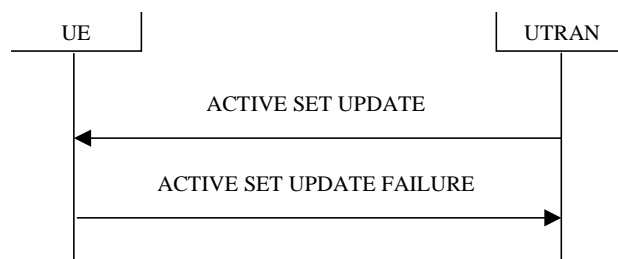 UE
UTRAN
ACTIVE SET UPDATE
ACTIVE SET UPDATE FAILURE